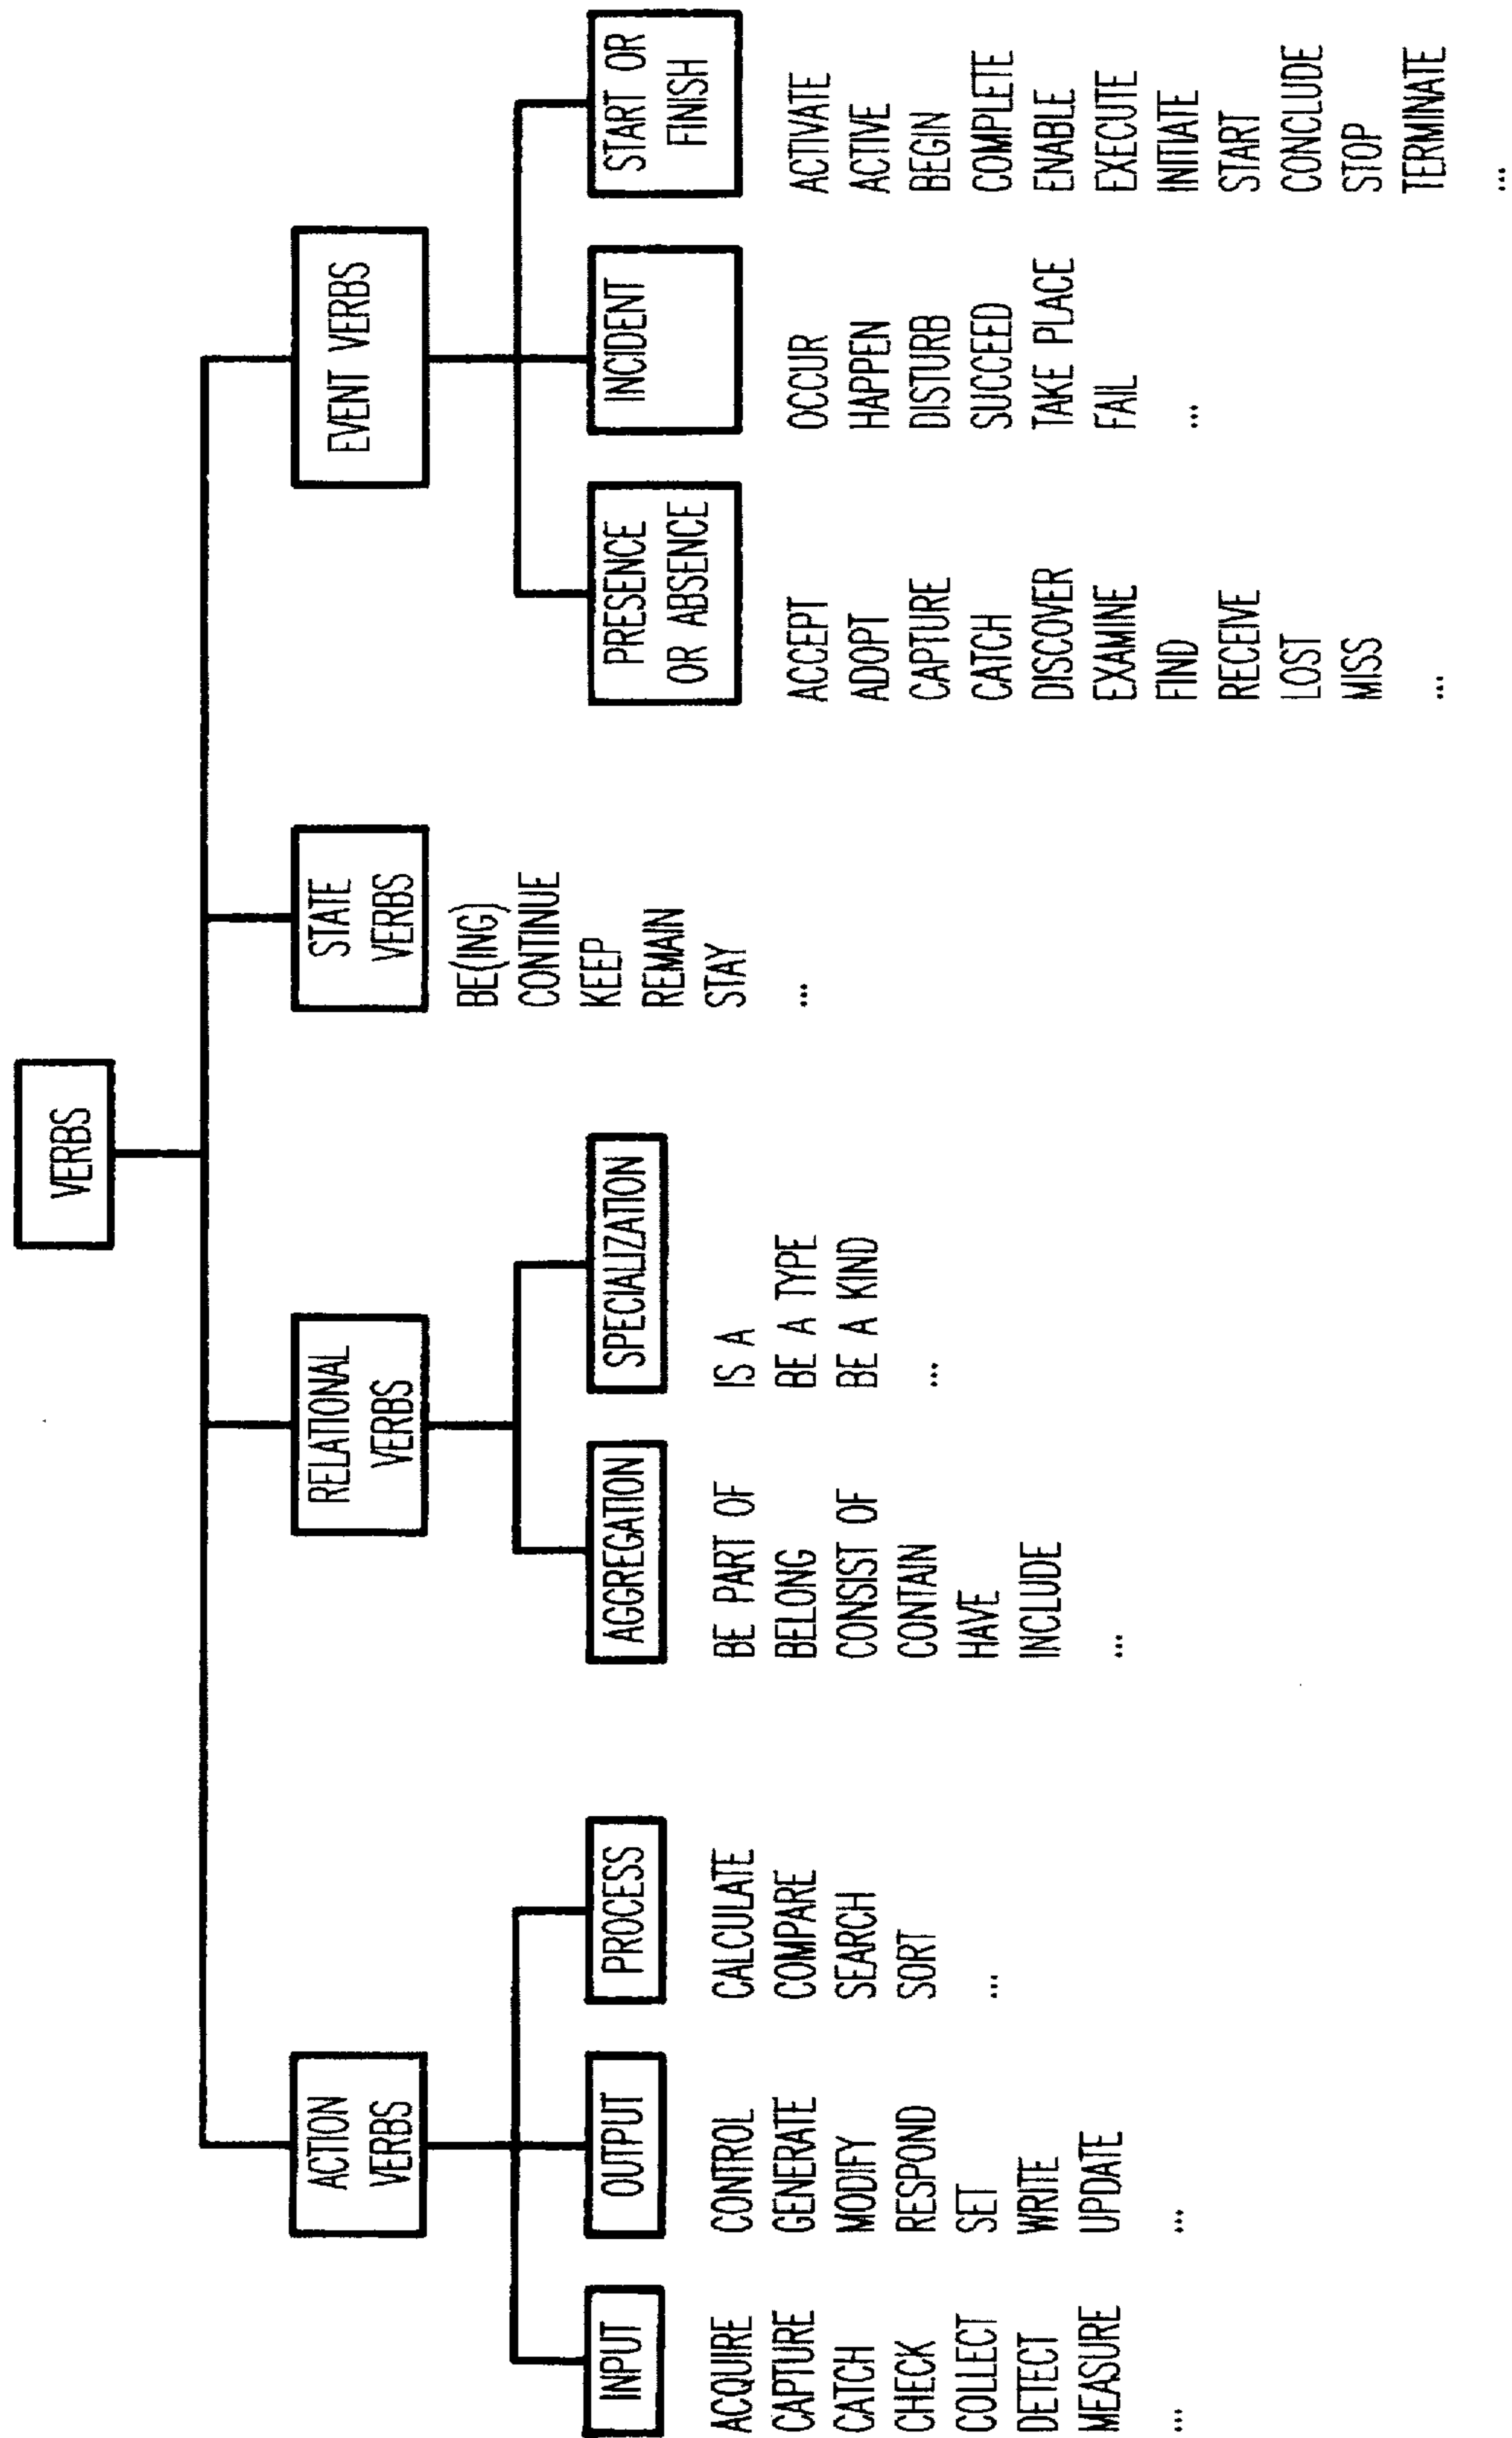 VERBS
ACTION
VERBS
RELATIONAL
VERBS
STATE
VERBS
EVENT VERBS
INPUT
ACQUIRE
CAPTURE
CATCH
CHECK
COLLECT
DETECT
MEASURE
...
OUTPUT
CONTROL
GENERATE
MODIFY
RESPOND
SET
WRITE
UPDATE
...
PROCESS
CALCULATE
COMPARE
SEARCH
SORT
...
AGGREGATION
BE PART OF
BELONG
CONSIST OF
CONTAIN
HAVE
INCLUDE
...
SPECIALIZATION
IS A
BE A TYPE
BE A KIND
...
BE(ING)
CONTINUE
KEEP
REMAIN
STAY
...
PRESENCE
OR ABSENCE
ACCEPT
ADOPT
CAPTURE
CATCH
DISCOVER
EXAMINE
FIND
RECEIVE
LOST
MISS
...
INCIDENT
OCCUR
HAPPEN
DISTURB
SUCCEED
TAKE PLACE
FAIL
...
START OR
FINISH
ACTIVATE
ACTIVE
BEGIN
COMPLETE
ENABLE
EXECUTE
INITIATE
START
CONCLUDE
STOP
TERMINATE
...